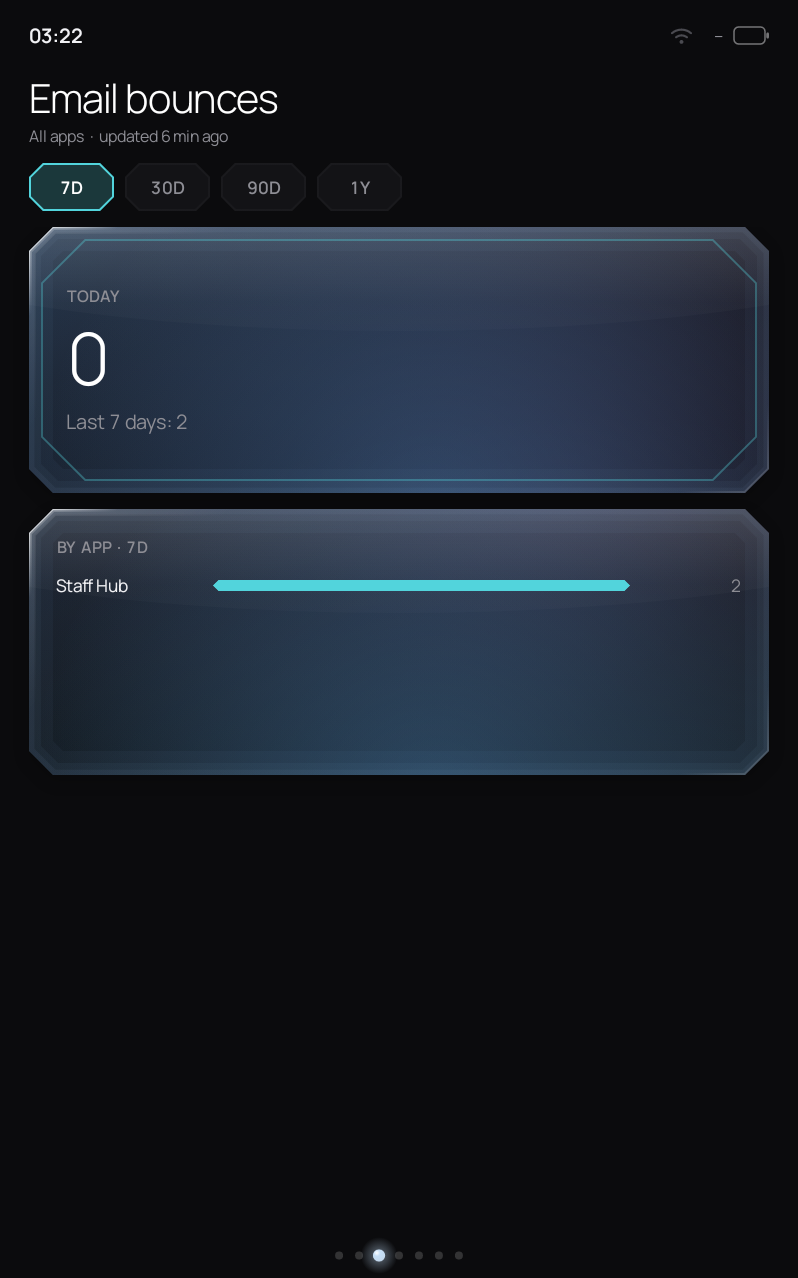 03:22
–
Email bounces
All apps · updated 6 min ago
7D 30D 90D 1Y
TODAY
0
Last 7 days: 2
BY APP · 7D
Staff Hub 2